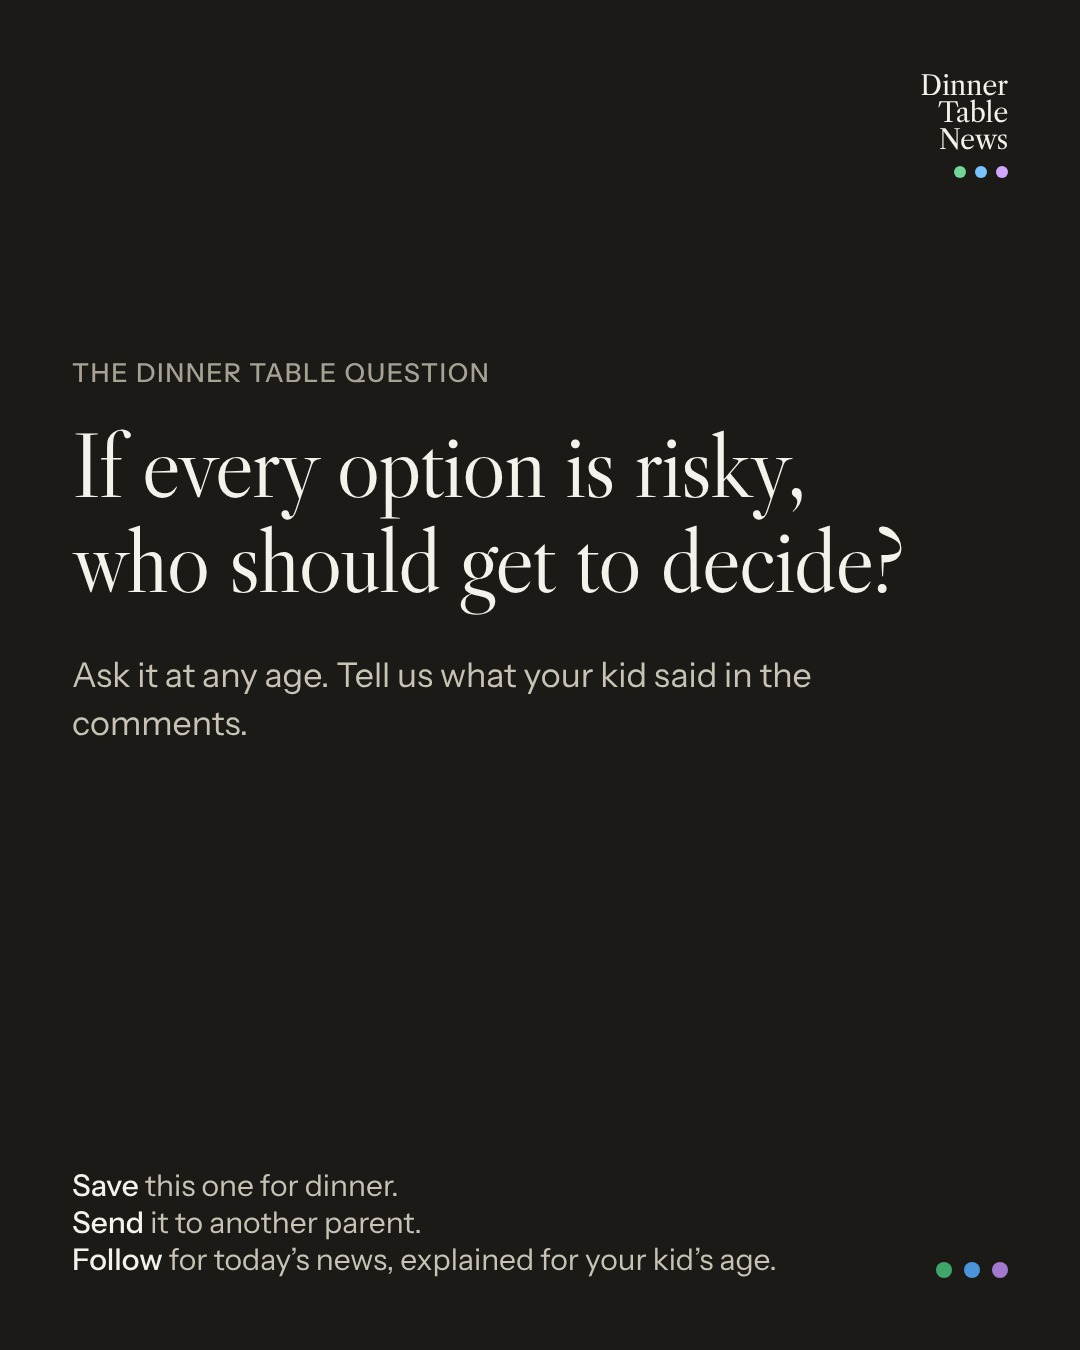 Dinner
Table
News
THE DINNER TABLE QUESTION
If every option is risky,
who should get to decide?
Ask it at any age. Tell us what your kid said in the
comments.
Save this one for dinner.
Send it to another parent.
Follow for today’s news, explained for your kid’s age.